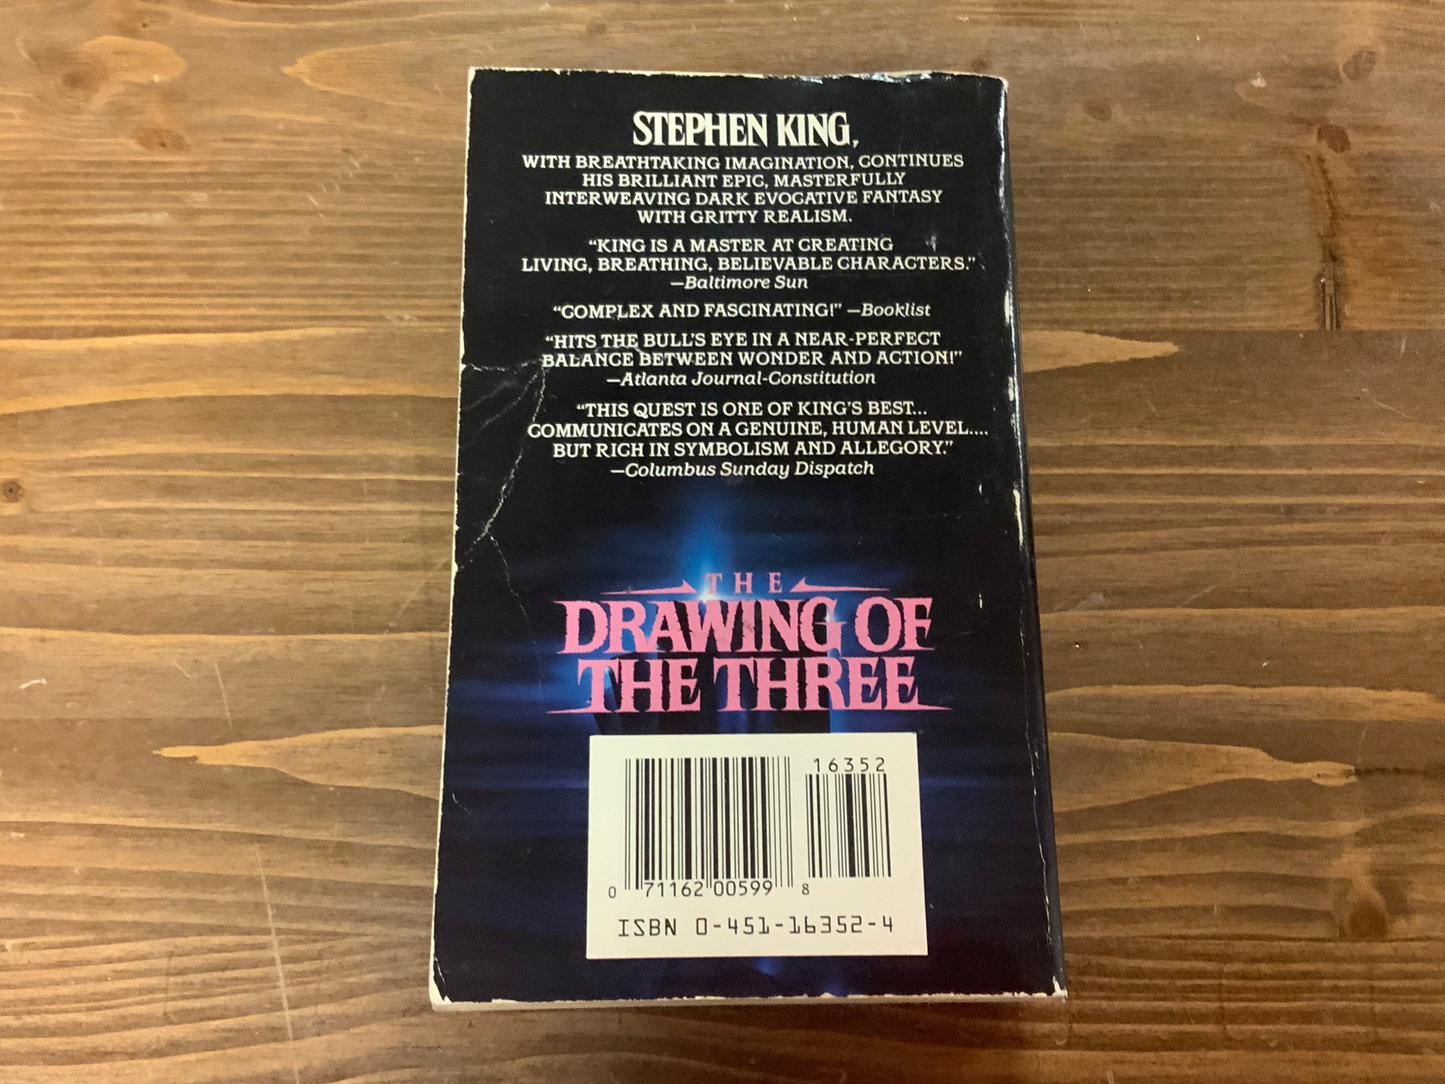 STEPHEN KING,
WITH BREATHTAKING IMAGINATION, CONTINUES
HIS BRILLIANT EPIC, MASTERFULLY
INTERWEAVING DARK EVOCATIVE FANTASY
WITH GRITTY REALISM.
“KING IS A MASTER AT CREATING
LIVING, BREATHING, BELIEVABLE CHARACTERS.”
—Baltimore Sun
“COMPLEX AND FASCINATING!” —Booklist
“HITS THE BULL'S EYE IN A NEAR-PERFECT
BALANCE BETWEEN WONDER AND ACTION!”
—Atlanta Journal-Constitution
“THIS QUEST IS ONE OF KING'S BEST...
COMMUNICATES ON A GENUINE, HUMAN LEVEL....
BUT RICH IN SYMBOLISM AND ALLEGORY.”
—Columbus Sunday Dispatch
THE
DRAWING OF
THE THREE
16352
0 71162 00599 8
ISBN 0-451-16352-4